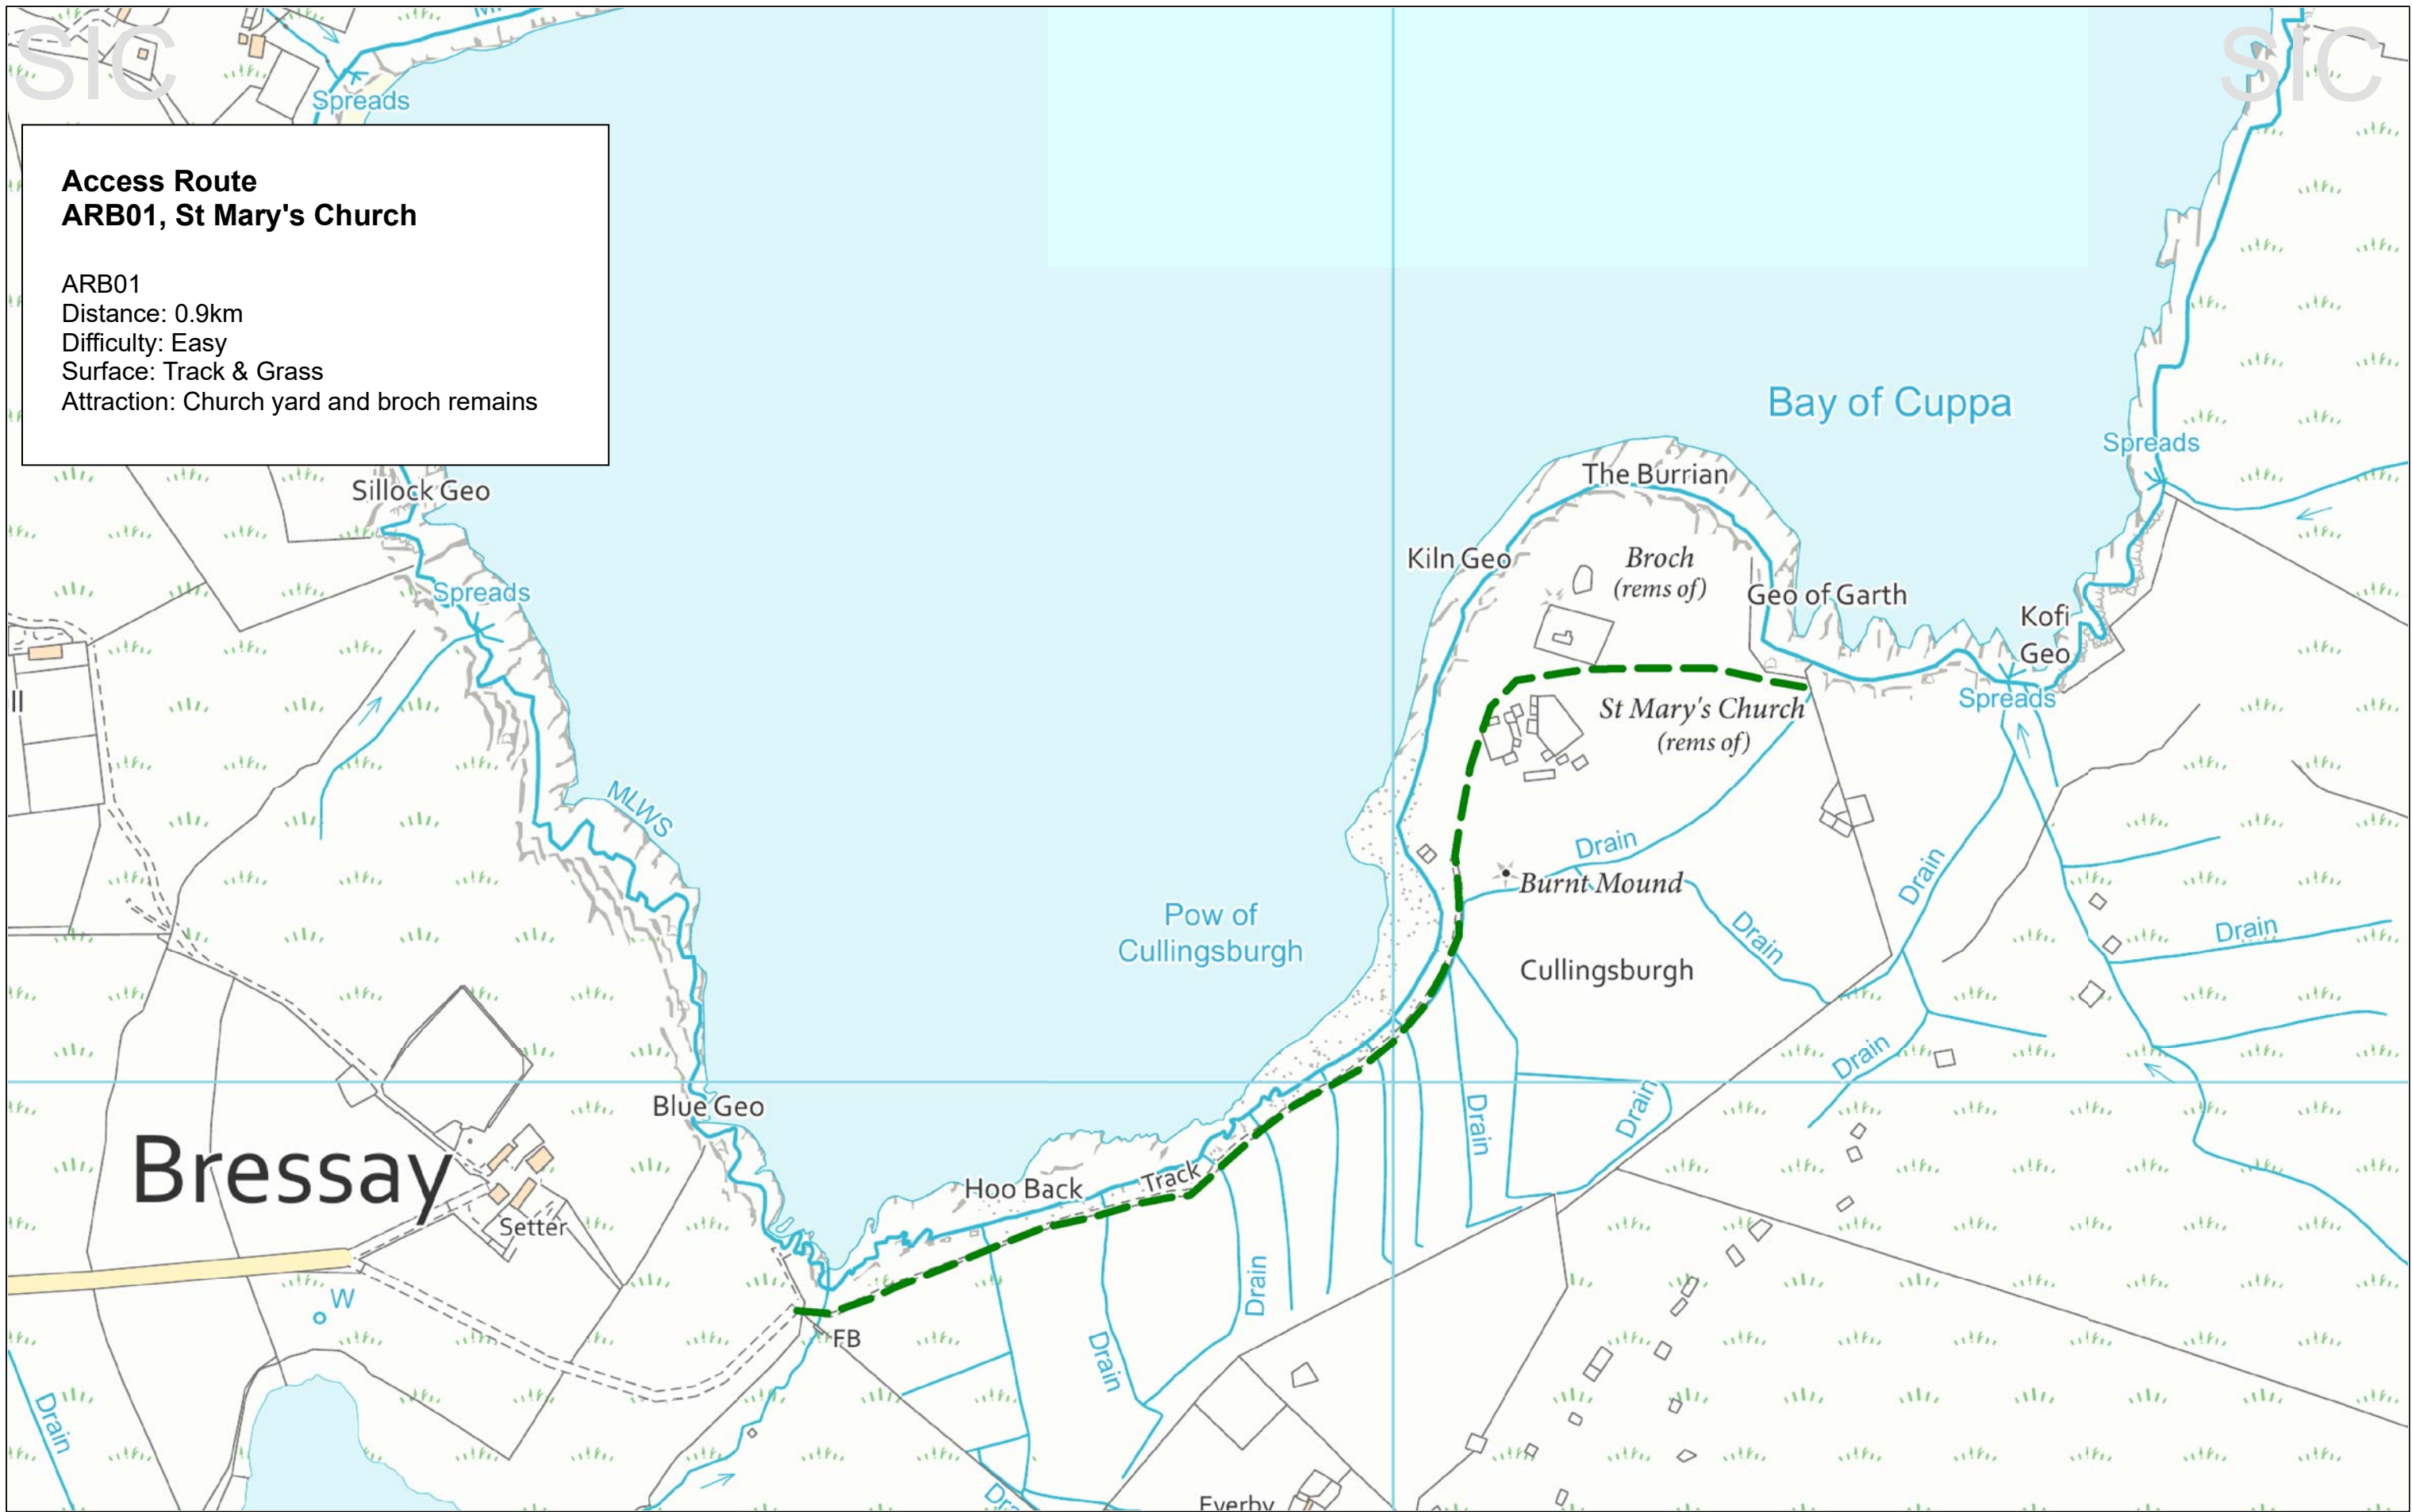 SIC
SIC
Spreads
Access Route
ARB01, St Mary's Church
ARB01
Distance: 0.9km
Difficulty: Easy
Surface: Track & Grass
Attraction: Church yard and broch remains
Bay of Cuppa
Spreads
The Burrian
Sillock Geo
Kiln Geo
Broch
(rems of)
Spreads
Geo of Garth
Kofi
Geo
Spreads
St Mary's Church
(rems of)
MLWS
Drain
Burnt Mound
Drain
Pow of
Cullingsburgh
Drain
Drain
Cullingsburgh
Drain
Blue Geo
Drain
Drain
Bressay
Hoo Back
Track
Setter
Drain
W
FB
Drain
Drain
Everby